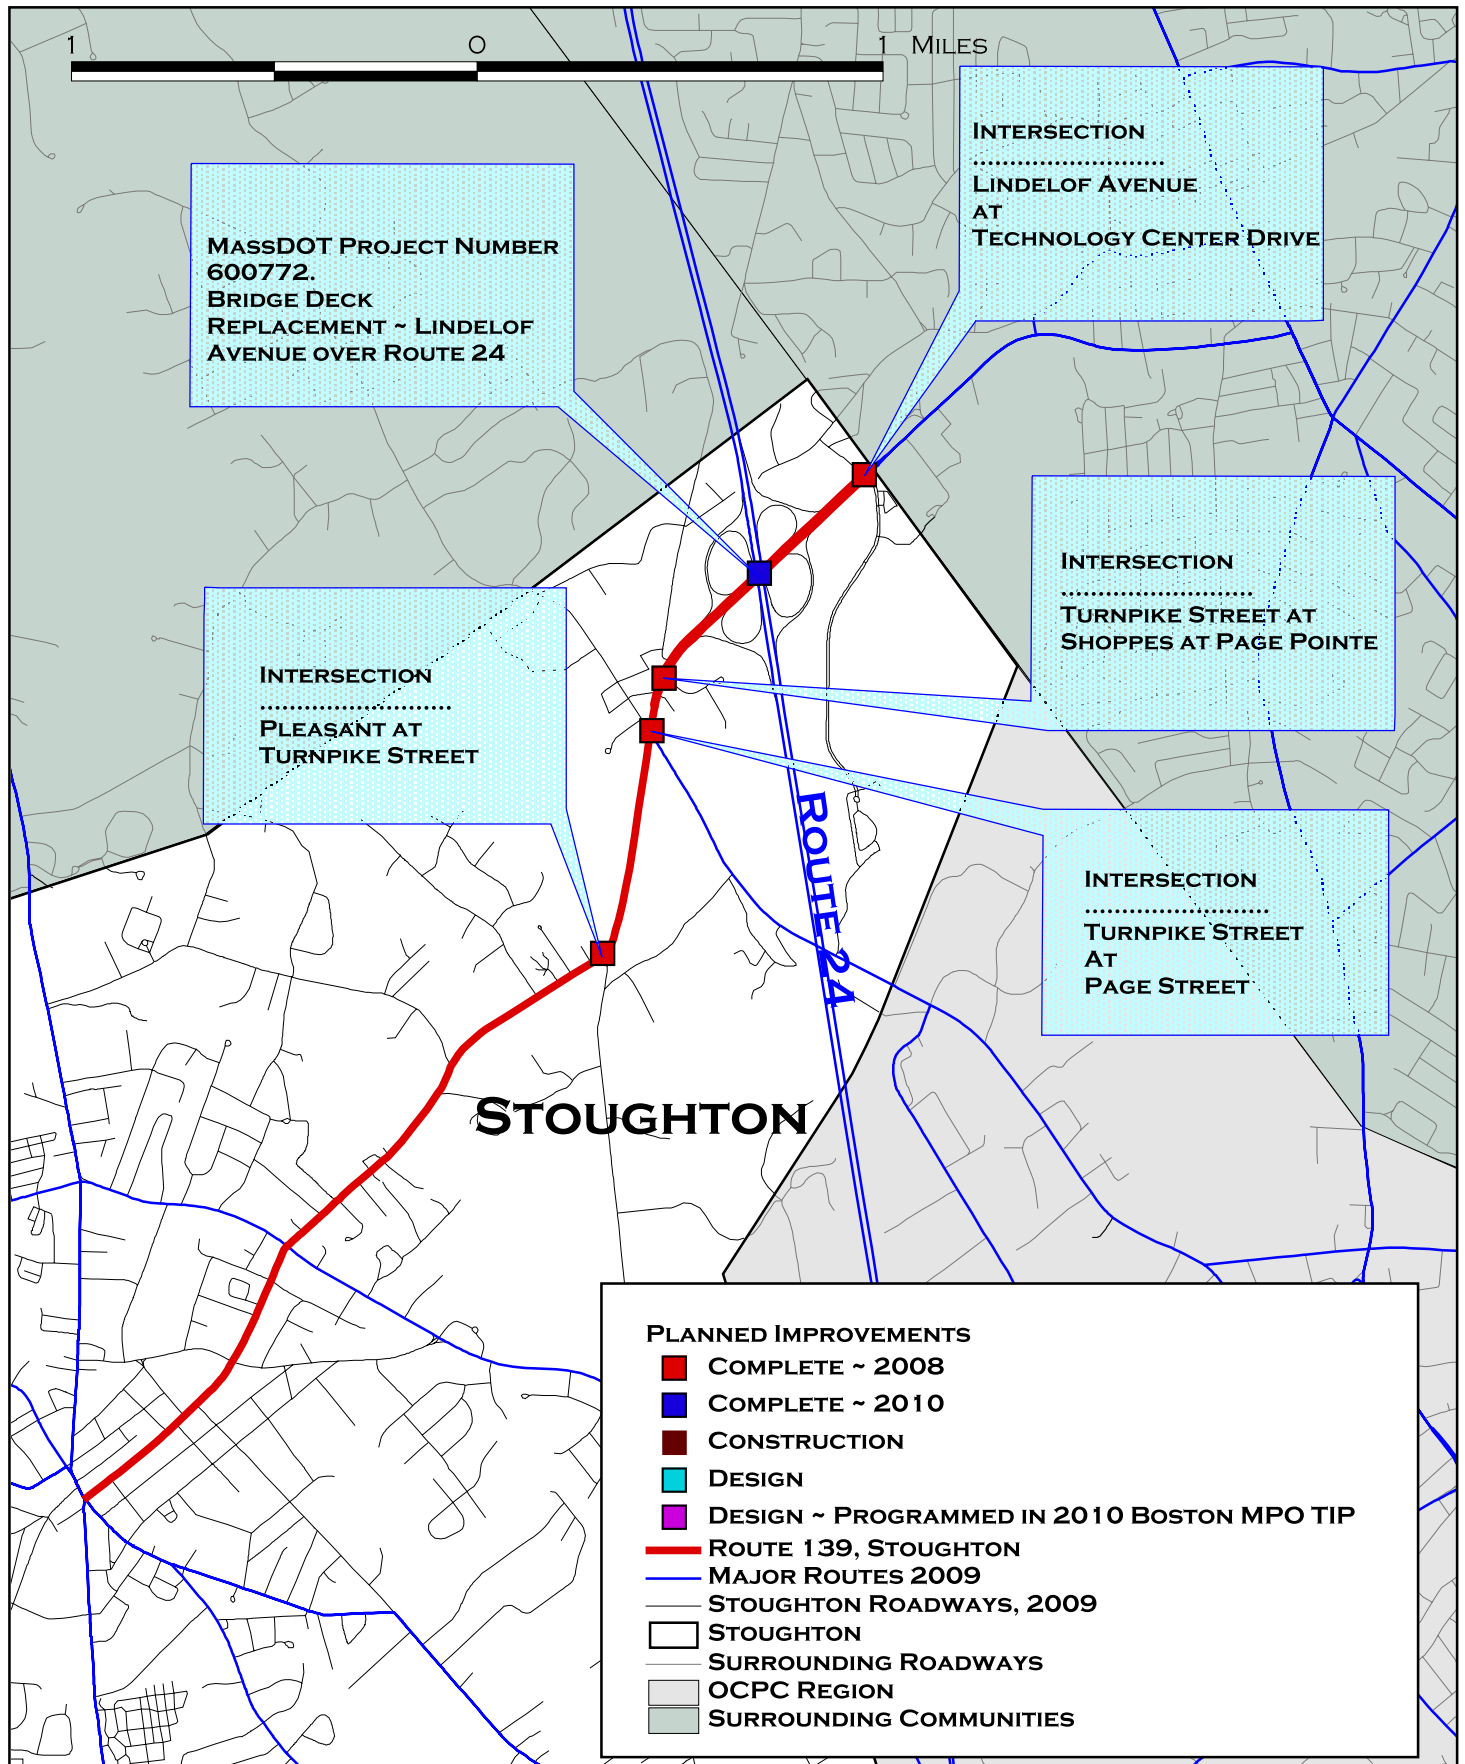 1 0 1 Miles
Intersection
........................
Lindelof Avenue
at
Technology Center Drive
MassDOT Project Number
600772.
Bridge Deck
Replacement ~ Lindelof
Avenue over Route 24
Intersection
........................
Turnpike Street at
Shoppes at Page Pointe
Intersection
........................
Pleasant at
Turnpike Street
Route 24
Intersection
.......................
Turnpike Street
At
Page Street
Stoughton
Planned Improvements
Complete ~ 2008
Complete ~ 2010
Construction
Design
Design ~ Programmed in 2010 Boston MPO TIP
Route 139, Stoughton
Major Routes 2009
Stoughton Roadways, 2009
Stoughton
Surrounding Roadways
OCPC Region
Surrounding Communities